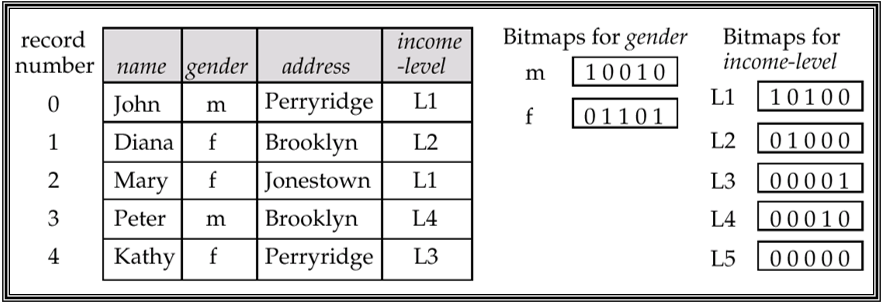 record number name gender address income -level
0 John m Perryridge L1
1 Diana f Brooklyn L2
2 Mary f Jonestown L1
3 Peter m Brooklyn L4
4 Kathy f Perryridge L3
Bitmaps for gender
m 10010
f 01101
Bitmaps for
income-level
L1 10100
L2 01000
L3 00001
L4 00010
L5 00000